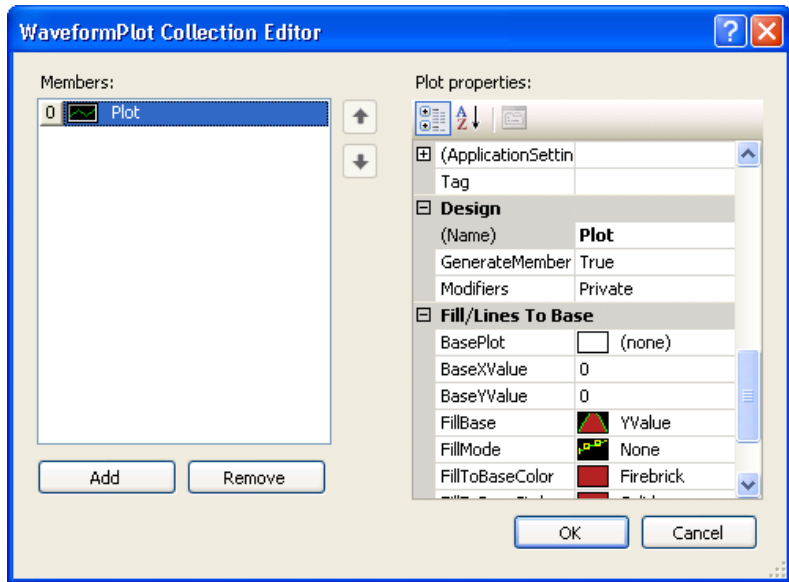 WaveformPlot Collection Editor
Members:
0 Plot
Add Remove
Plot properties:
(ApplicationSettin
Tag
Design
(Name) Plot
GenerateMember True
Modifiers Private
Fill/Lines To Base
BasePlot (none)
BaseXValue 0
BaseYValue 0
FillBase YValue
FillMode None
FillToBaseColor Firebrick
OK Cancel